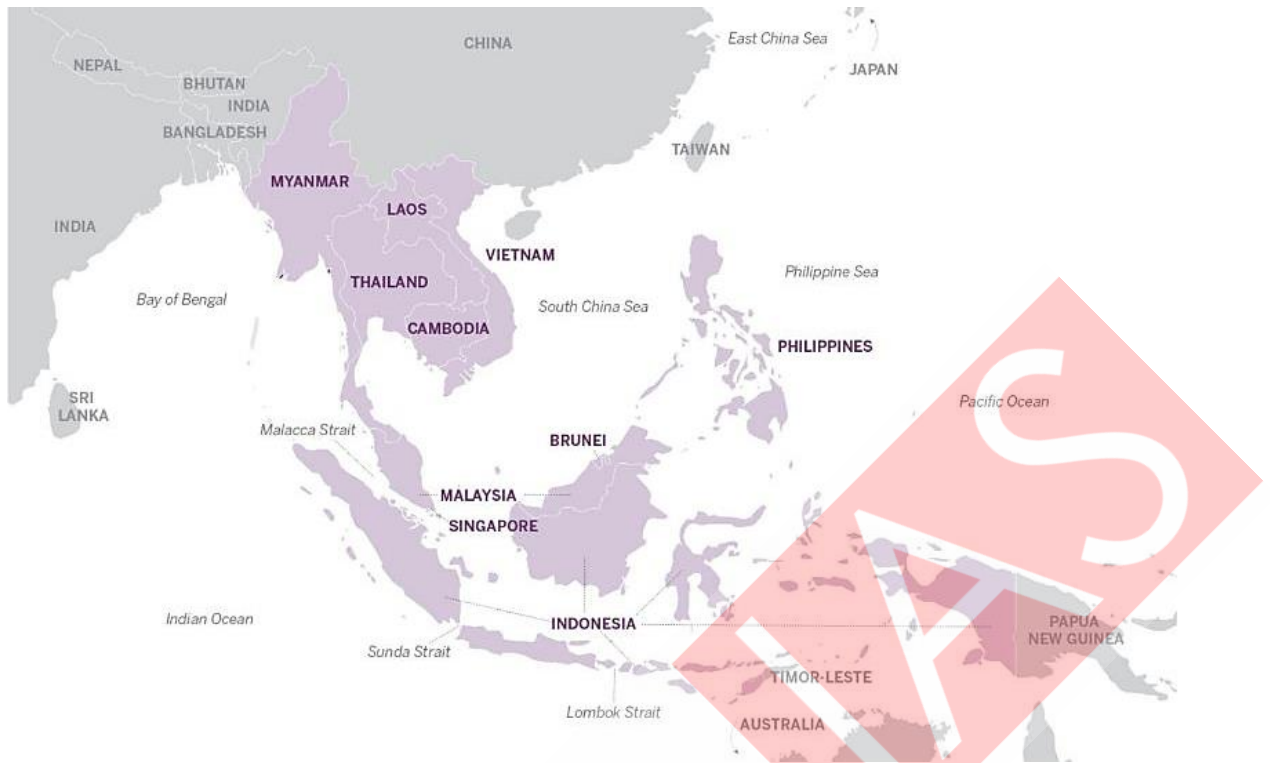 CHINA
East China Sea
JAPAN
NEPAL
BHUTAN
INDIA
BANGLADESH
TAIWAN
MYANMAR
LAOS
INDIA
VIETNAM
THAILAND
Philippine Sea
Bay of Bengal
South China Sea
CAMBODIA
PHILIPPINES
SRI
LANKA
Pacific Ocean
Malacca Strait
BRUNEI
MALAYSIA
SINGAPORE
Indian Ocean
INDONESIA
PAPUA
NEW GUINEA
Sunda Strait
TIMOR-LESTE
Lombok Strait
AUSTRALIA
IAS